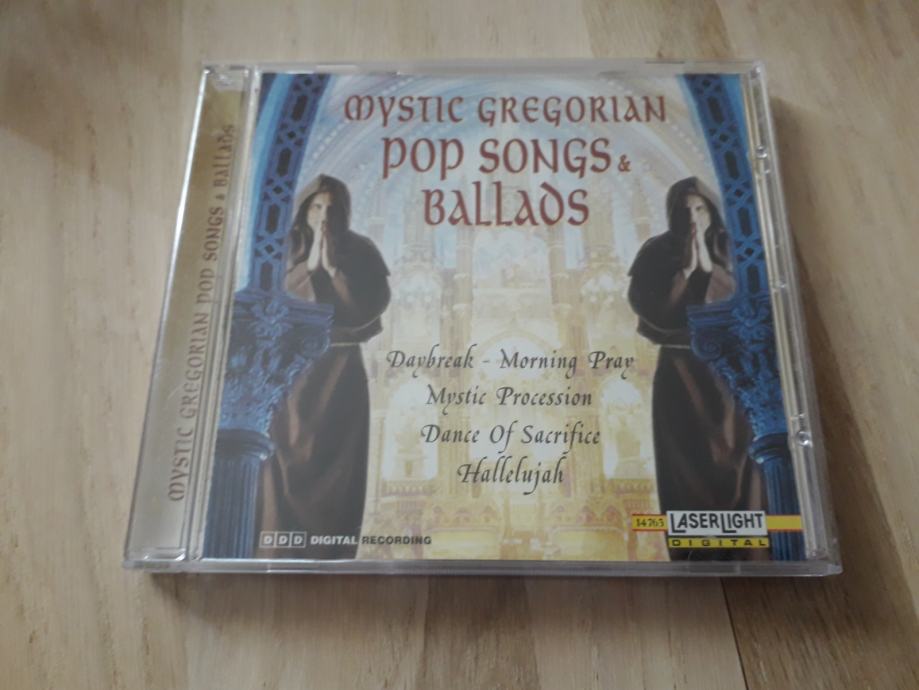 MYSTIC GREGORIAN
POP SONGS &
BALLADS
MYSTIC GREGORIAN POP SONGS & BALLADS
Daybreak - Morning Pray
Mystic Procession
Dance Of Sacrifice
Hallelujah
DDD DIGITAL RECORDING
14 763 LASERLIGHT
DIGITAL